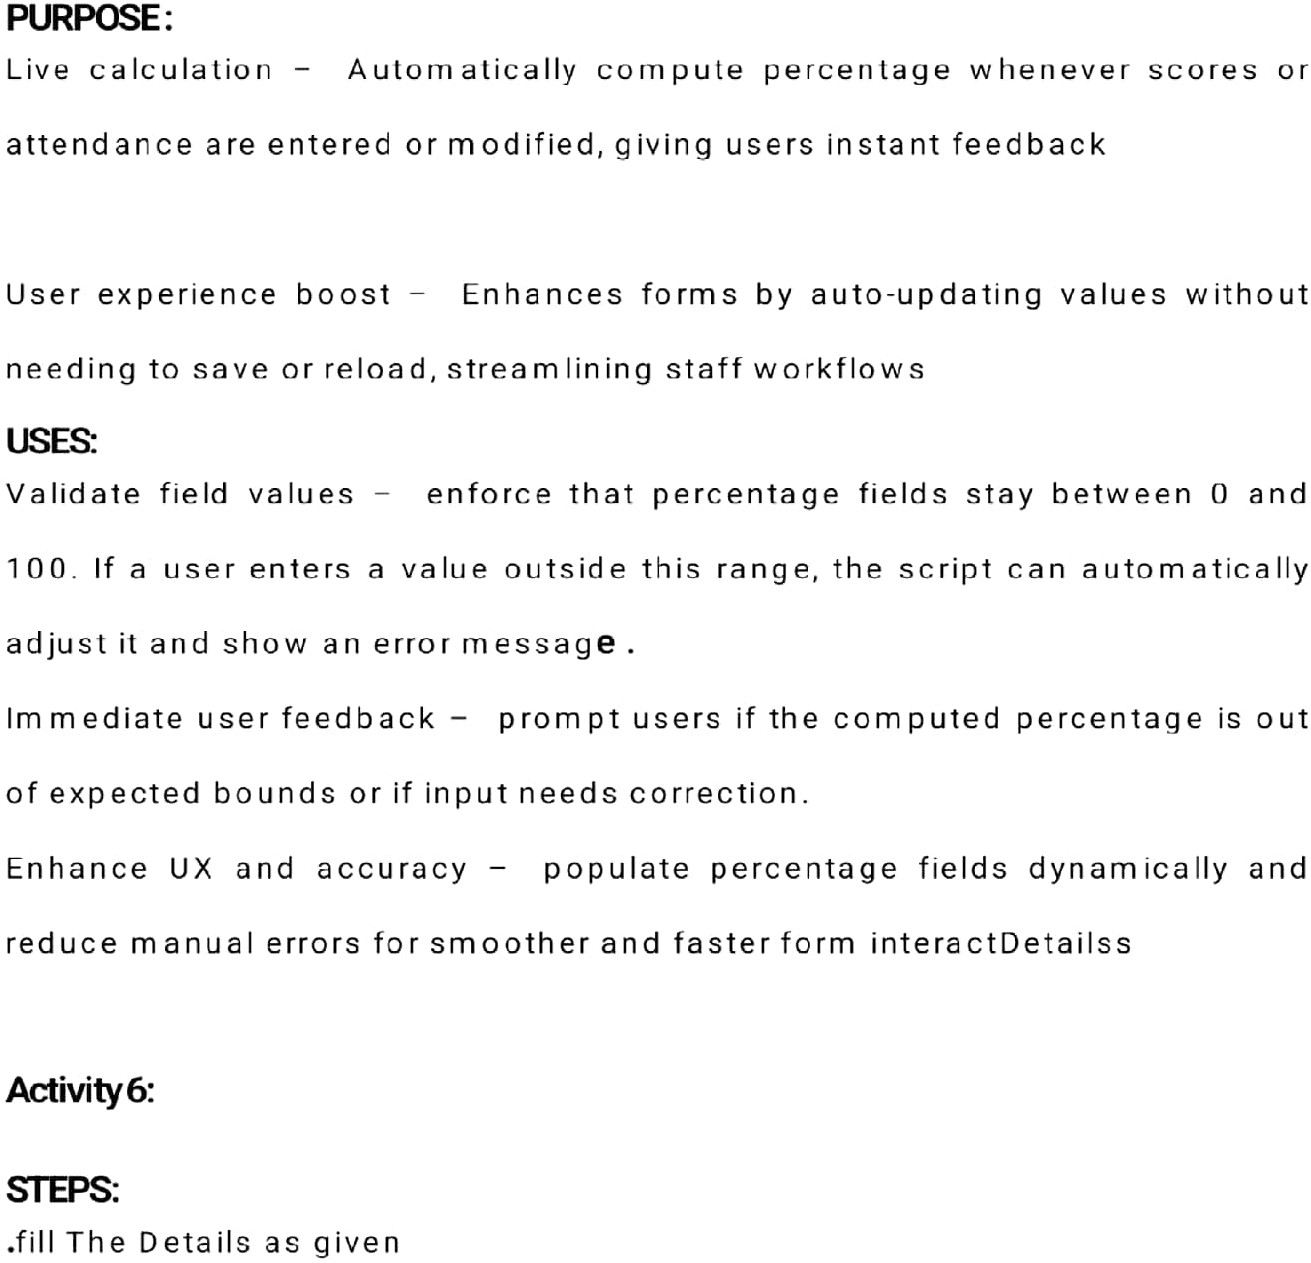 PURPOSE:
Live calculation – Automatically compute percentage whenever scores or
attendance are entered or modified, giving users instant feedback
User experience boost – Enhances forms by auto-updating values without
needing to save or reload, streamlining staff workflows
USES:
Validate field values – enforce that percentage fields stay between 0 and
100. If a user enters a value outside this range, the script can automatically
adjust it and show an error message .
Immediate user feedback – prompt users if the computed percentage is out
of expected bounds or if input needs correction.
Enhance UX and accuracy – populate percentage fields dynamically and
reduce manual errors for smoother and faster form interactDetailss
Activity 6:
STEPS:
.fill The Details as given